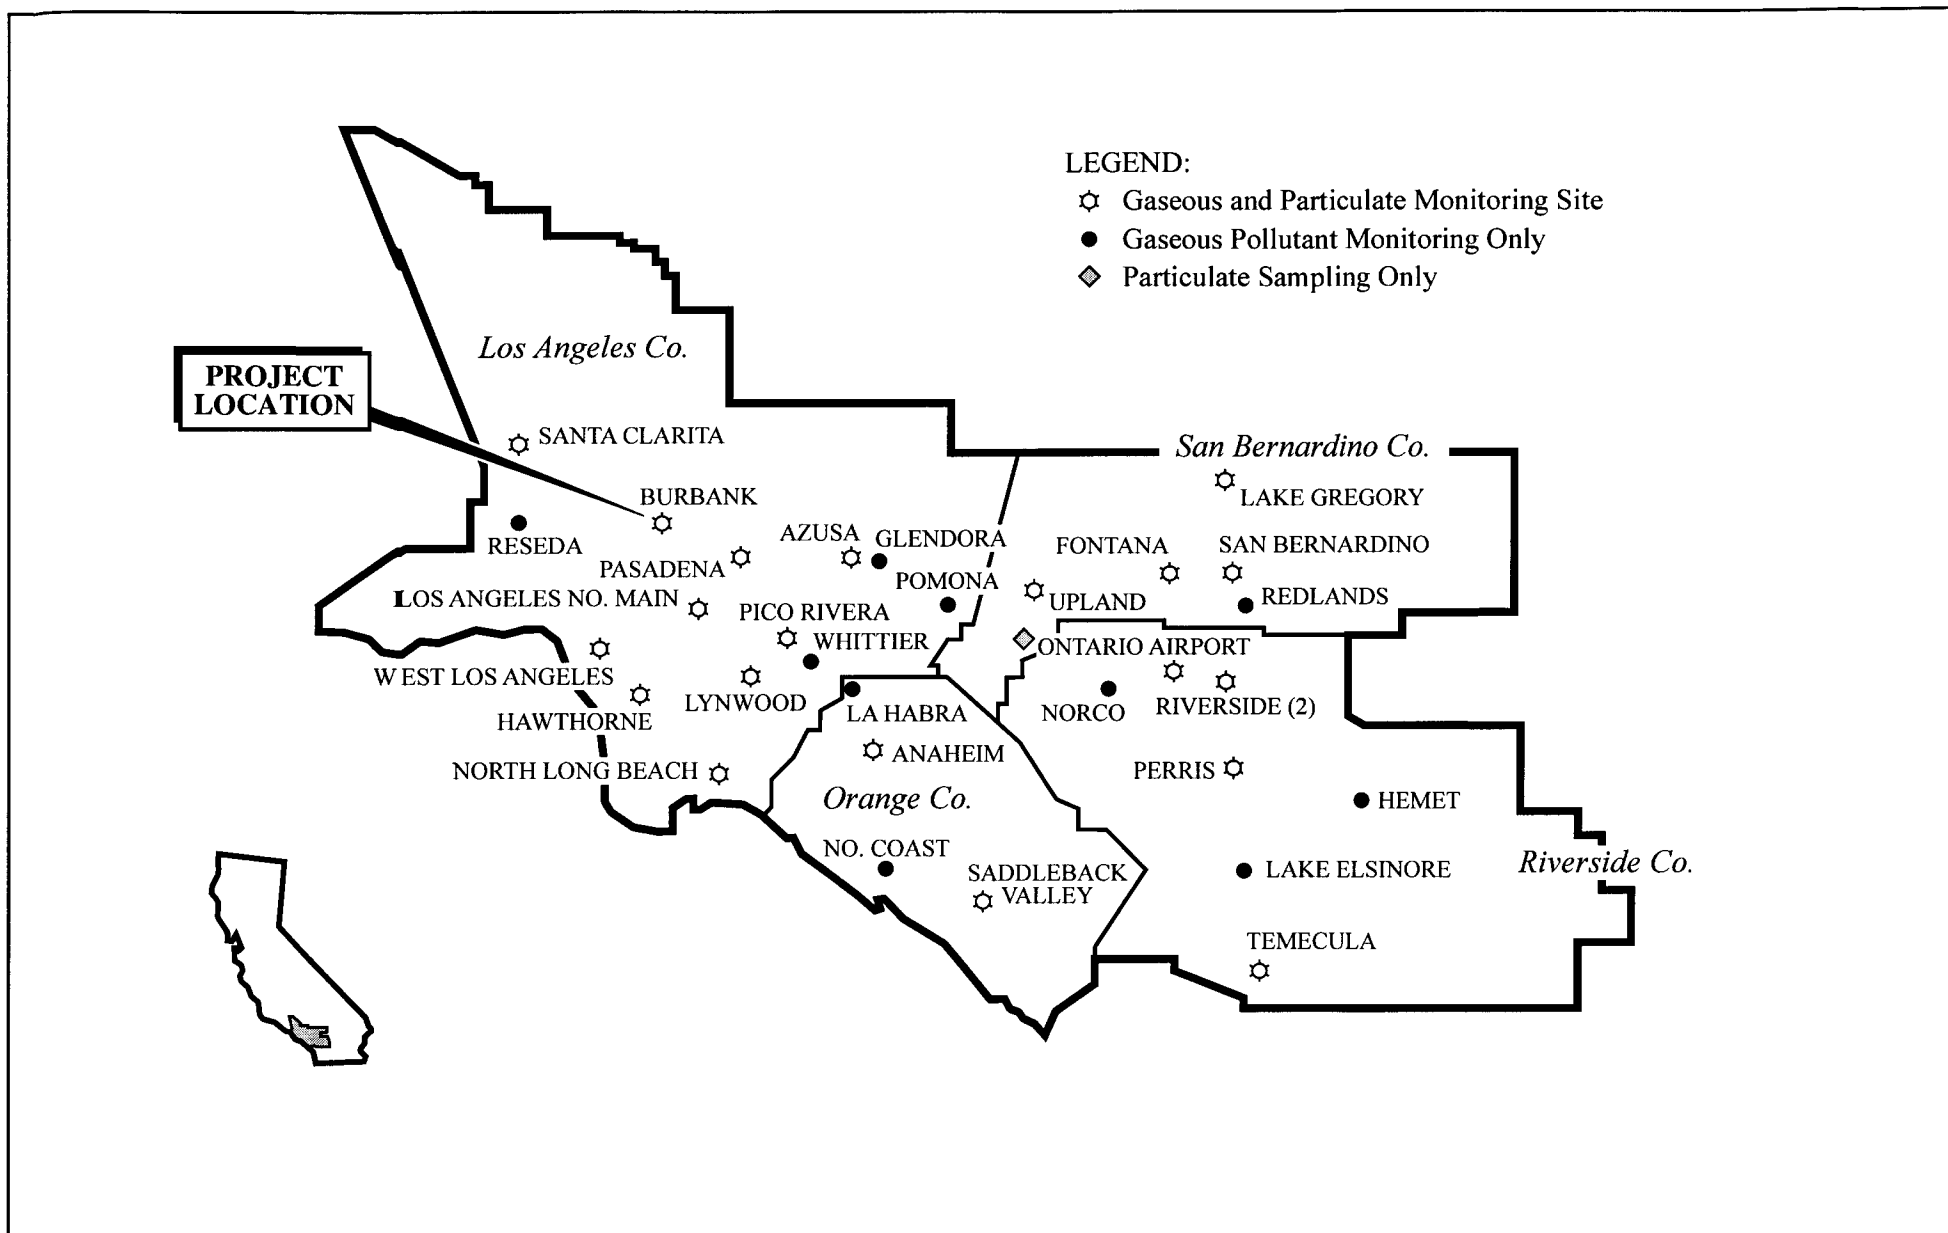 LEGEND:
Gaseous and Particulate Monitoring Site
Gaseous Pollutant Monitoring Only
Particulate Sampling Only
Los Angeles Co.
PROJECT
LOCATION
SANTA CLARITA
San Bernardino Co.
BURBANK
LAKE GREGORY
RESEDA
AZUSA
GLENDORA
FONTANA
SAN BERNARDINO
PASADENA
POMONA
LOS ANGELES NO. MAIN
UPLAND
REDLANDS
PICO RIVERA
WHITTIER
ONTARIO AIRPORT
WEST LOS ANGELES
LYNWOOD
LA HABRA
NORCO
RIVERSIDE (2)
HAWTHORNE
ANAHEIM
NORTH LONG BEACH
PERRIS
Orange Co.
HEMET
NO. COAST
SADDLEBACK
VALLEY
LAKE ELSINORE
Riverside Co.
TEMECULA